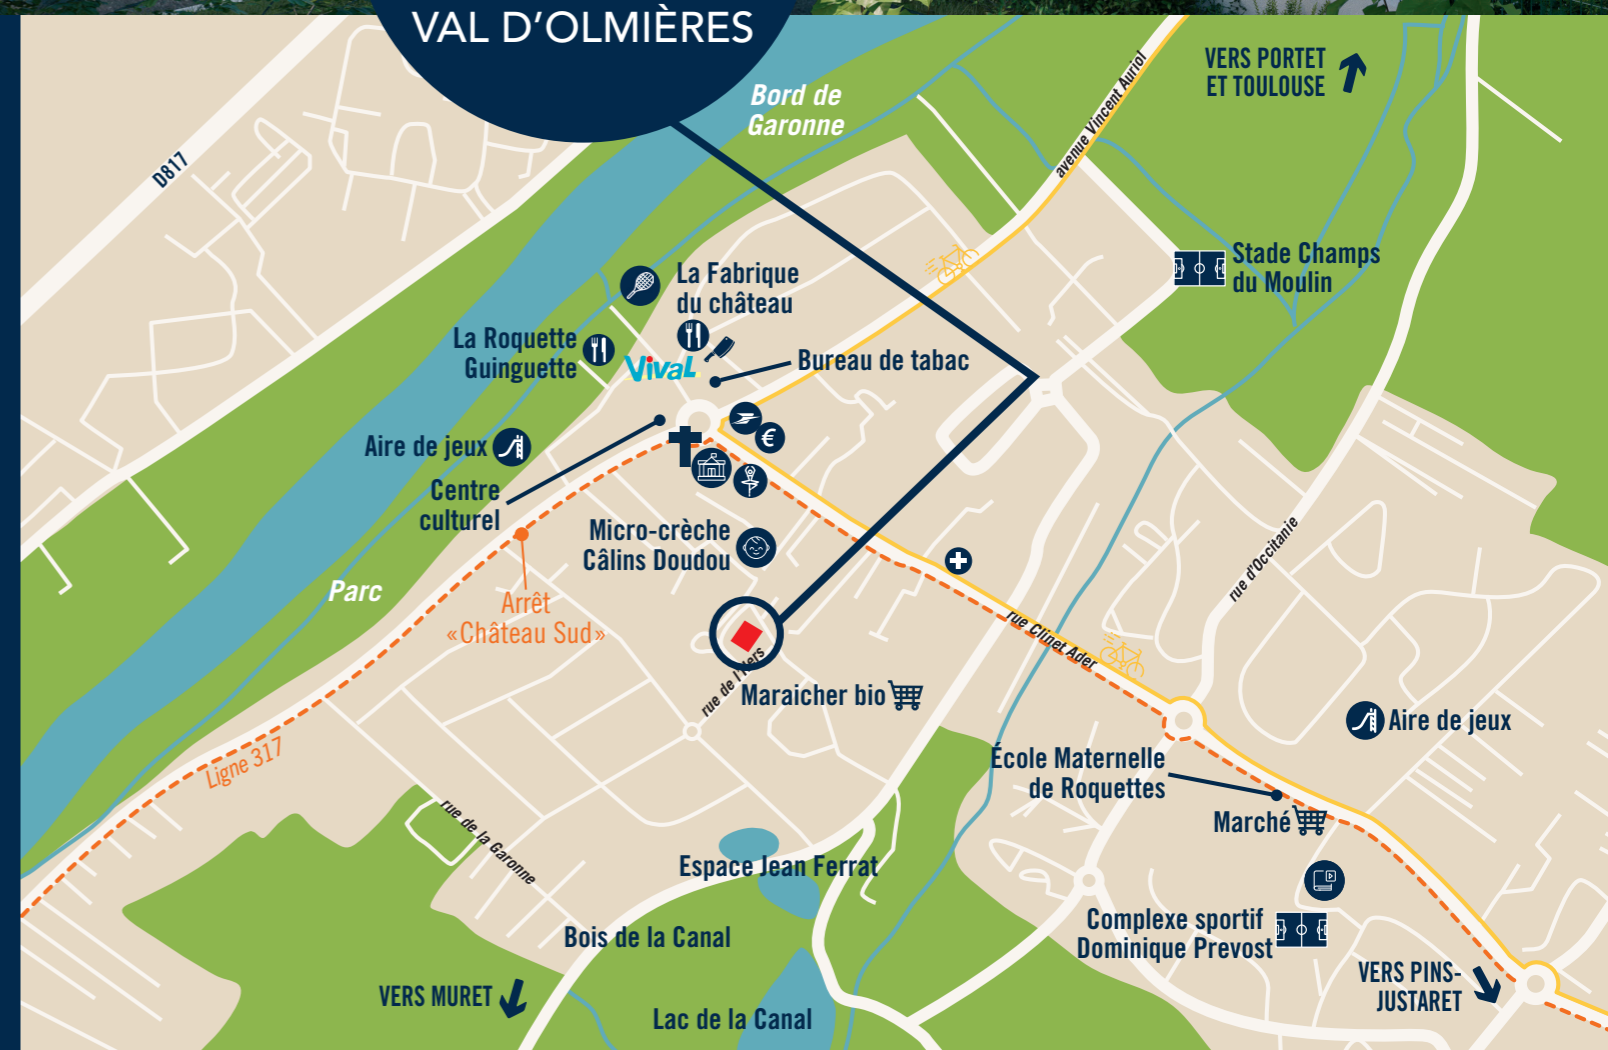 VAL D'OLMIÈRES
Bord de
Garonne
VERS PORTET
ET TOULOUSE
avenue Vincent Auriol
D817
Stade Champs
du Moulin
La Fabrique
du château
La Roquette
Guinguette
Vival
Bureau de tabac
€
Aire de jeux
Centre
culturel
Micro-crèche
Câlins Doudou
Parc
Arrêt
«Château Sud»
rue d'Occitanie
rue Clinet Ader
rue de l'Hers
Maraicher bio
Ligne 317
Aire de jeux
École Maternelle
de Roquettes
Marché
rue de la Garonne
Espace Jean Ferrat
Bois de la Canal
Complexe sportif
Dominique Prevost
VERS MURET
VERS PINS-
JUSTARET
Lac de la Canal